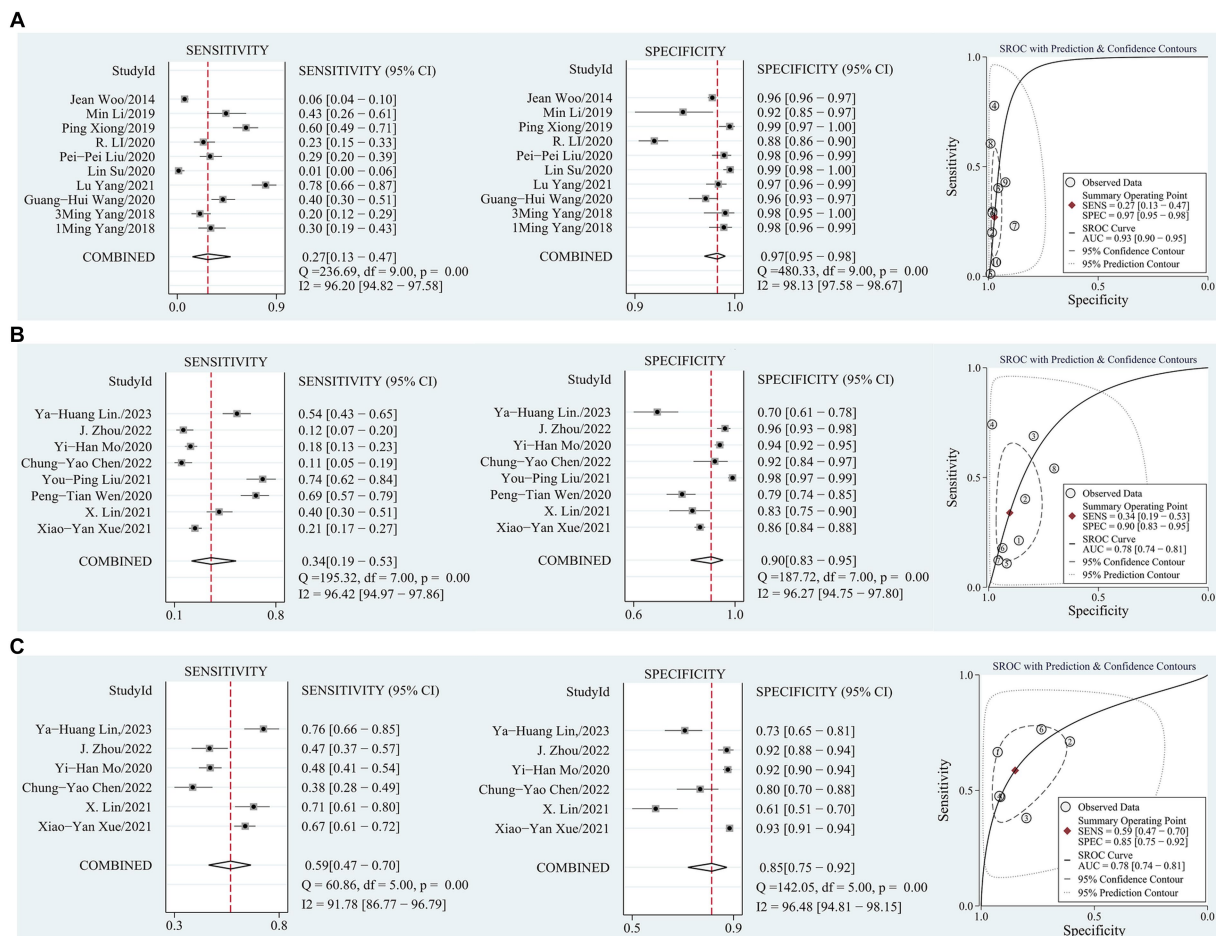 A
SENSITIVITY
StudyId SENSITIVITY (95% CI)
Jean Woo/2014 0.06 [0.04 − 0.10]
Min Li/2019 0.43 [0.26 − 0.61]
Ping Xiong/2019 0.60 [0.49 − 0.71]
R. LI/2020 0.23 [0.15 − 0.33]
Pei−Pei Liu/2020 0.29 [0.20 − 0.39]
Lin Su/2020 0.01 [0.00 − 0.06]
Lu Yang/2021 0.78 [0.66 − 0.87]
Guang−Hui Wang/2020 0.40 [0.30 − 0.51]
3Ming Yang/2018 0.20 [0.12 − 0.29]
1Ming Yang/2018 0.30 [0.19 − 0.43]
COMBINED 0.27[0.13 − 0.47]
Q =236.69, df = 9.00, p = 0.00
I2 = 96.20 [94.82 − 97.58]
0.0 0.9
SPECIFICITY
StudyId SPECIFICITY (95% CI)
Jean Woo/2014 0.96 [0.96 − 0.97]
Min Li/2019 0.92 [0.85 − 0.97]
Ping Xiong/2019 0.99 [0.97 − 1.00]
R. LI/2020 0.88 [0.86 − 0.90]
Pei−Pei Liu/2020 0.98 [0.96 − 0.99]
Lin Su/2020 0.99 [0.98 − 1.00]
Lu Yang/2021 0.97 [0.96 − 0.99]
Guang−Hui Wang/2020 0.96 [0.93 − 0.97]
3Ming Yang/2018 0.98 [0.95 − 1.00]
1Ming Yang/2018 0.98 [0.96 − 0.99]
COMBINED 0.97[0.95 − 0.98]
Q =480.33, df = 9.00, p = 0.00
I2 = 98.13 [97.58 − 98.67]
.9 1.0
SROC with Prediction & Confidence Contours
1.0
0.5
0.0
Sensitivity
4
8
9
7
2
Observed Data
Summary Operating Point
SENS = 0.27 [0.13 − 0.47]
SPEC = 0.97 [0.95 − 0.98]
SROC Curve
AUC = 0.93 [0.90 − 0.95]
95% Confidence Contour
95% Prediction Contour
1.0 0.5 0.0
Specificity
B
SENSITIVITY
StudyId SENSITIVITY (95% CI)
Ya−Huang Lin./2023 0.54 [0.43 − 0.65]
J. Zhou/2022 0.12 [0.07 − 0.20]
Yi−Han Mo/2020 0.18 [0.13 − 0.23]
Chung−Yao Chen/2022 0.11 [0.05 − 0.19]
You−Ping Liu/2021 0.74 [0.62 − 0.84]
Peng−Tian Wen/2020 0.69 [0.57 − 0.79]
X. Lin/2021 0.40 [0.30 − 0.51]
Xiao−Yan Xue/2021 0.21 [0.17 − 0.27]
COMBINED 0.34[0.19 − 0.53]
Q =195.32, df = 7.00, p = 0.00
I2 = 96.42 [94.97 − 97.86]
0.1 0.8
SPECIFICITY
StudyId SPECIFICITY (95% CI)
Ya−Huang Lin./2023 0.70 [0.61 − 0.78]
J. Zhou/2022 0.96 [0.93 − 0.98]
Yi−Han Mo/2020 0.94 [0.92 − 0.95]
Chung−Yao Chen/2022 0.92 [0.84 − 0.97]
You−Ping Liu/2021 0.98 [0.97 − 0.99]
Peng−Tian Wen/2020 0.79 [0.74 − 0.85]
X. Lin/2021 0.83 [0.75 − 0.90]
Xiao−Yan Xue/2021 0.86 [0.84 − 0.88]
COMBINED 0.90[0.83 − 0.95]
Q =187.72, df = 7.00, p = 0.00
I2 = 96.27 [94.75 − 97.80]
0.6 1.0
SROC with Prediction & Confidence Contours
1.0
0.5
0.0
Sensitivity
4
3
8
2
1
6
5
Observed Data
Summary Operating Point
SENS = 0.34 [0.19 − 0.53]
SPEC = 0.90 [0.83 − 0.95]
SROC Curve
AUC = 0.78 [0.74 − 0.81]
95% Confidence Contour
95% Prediction Contour
1.0 0.5 0.0
Specificity
C
SENSITIVITY
StudyId SENSITIVITY (95% CI)
Ya−Huang Lin,/2023 0.76 [0.66 − 0.85]
J. Zhou/2022 0.47 [0.37 − 0.57]
Yi−Han Mo/2020 0.48 [0.41 − 0.54]
Chung−Yao Chen/2022 0.38 [0.28 − 0.49]
X. Lin/2021 0.71 [0.61 − 0.80]
Xiao−Yan Xue/2021 0.67 [0.61 − 0.72]
COMBINED 0.59[0.47 − 0.70]
Q = 60.86, df = 5.00, p = 0.00
I2 = 91.78 [86.77 − 96.79]
0.3 0.8
SPECIFICITY
StudyId SPECIFICITY (95% CI)
Ya−Huang Lin,/2023 0.73 [0.65 − 0.81]
J. Zhou/2022 0.92 [0.88 − 0.94]
Yi−Han Mo/2020 0.92 [0.90 − 0.94]
Chung−Yao Chen/2022 0.80 [0.70 − 0.88]
X. Lin/2021 0.61 [0.51 − 0.70]
Xiao−Yan Xue/2021 0.93 [0.91 − 0.94]
COMBINED 0.85[0.75 − 0.92]
Q =142.05, df = 5.00, p = 0.00
I2 = 96.48 [94.81 − 98.15]
0.5 0.9
SROC with Prediction & Confidence Contours
1.0
0.5
0.0
Sensitivity
6
2
1
3
Observed Data
Summary Operating Point
SENS = 0.59 [0.47 − 0.70]
SPEC = 0.85 [0.75 − 0.92]
SROC Curve
AUC = 0.78 [0.74 − 0.81]
95% Confidence Contour
95% Prediction Contour
1.0 0.5 0.0
Specificity